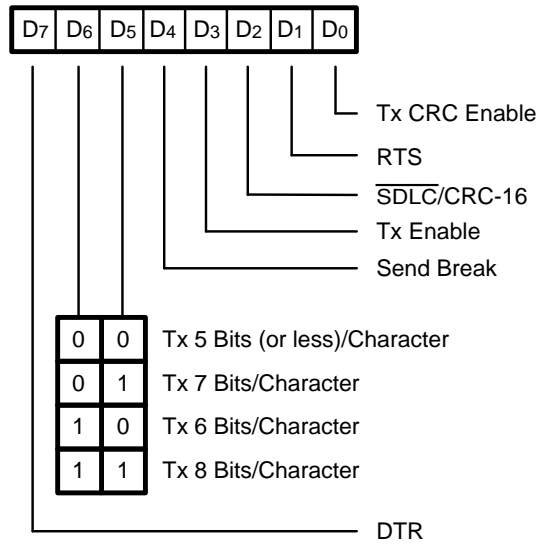 D7 D6 D5 D4 D3 D2 D1 D0
Tx CRC Enable
RTS
S̅D̅L̅C̅/CRC-16
Tx Enable
Send Break
0 0 Tx 5 Bits (or less)/Character
0 1 Tx 7 Bits/Character
1 0 Tx 6 Bits/Character
1 1 Tx 8 Bits/Character
DTR